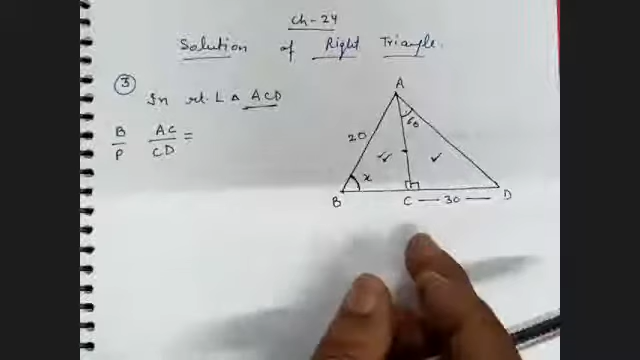 Ch-24
Solution of Right Triangle.
3
In rt. L Δ ACD
B/P AC/CD =
A
60
20
x
B
C — 30 — D